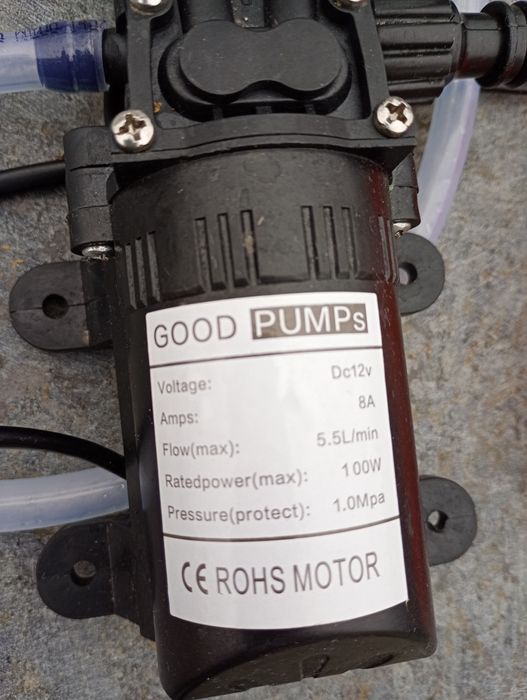 GOOD PUMPs
Voltage: Dc12v
Amps: 8A
Flow(max): 5.5L/min
Ratedpower(max): 100W
Pressure(protect): 1.0Mpa
CE ROHS MOTOR